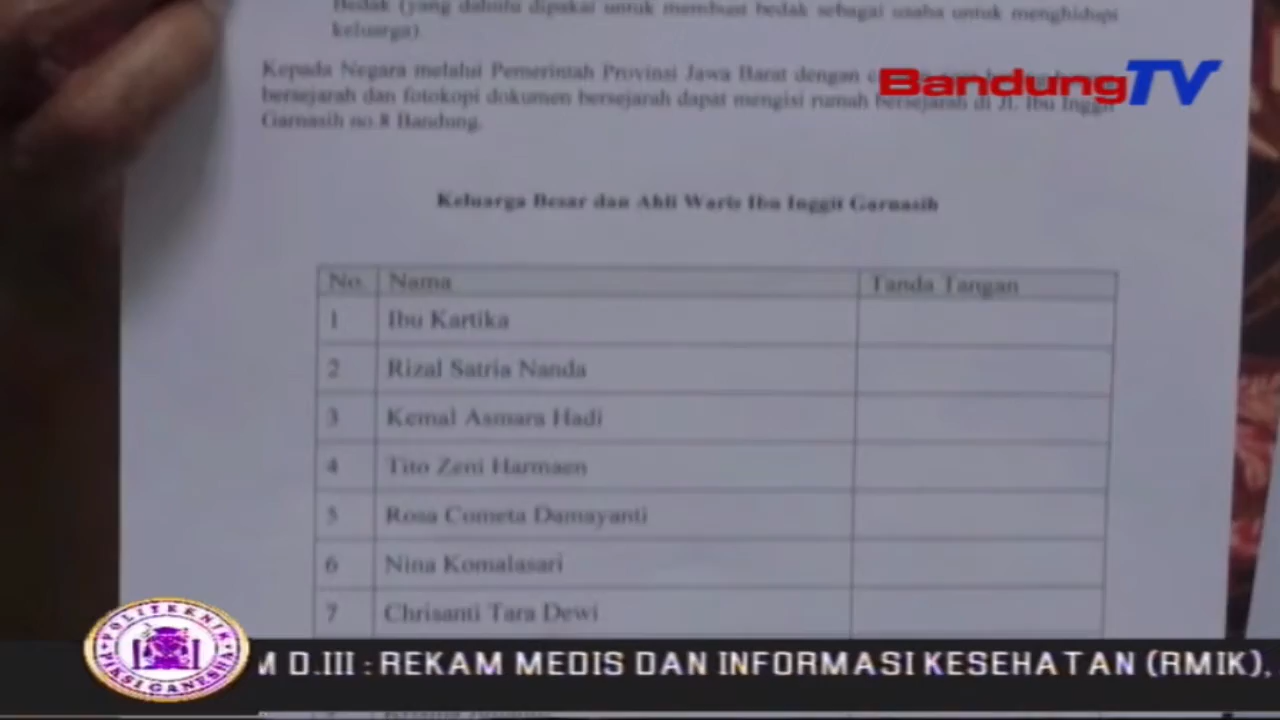 Bedak (yang dahulu dipakai untuk membuat bedak sebagai usaha untuk menghidupi
keluarga)
Kepada Negara melalui Pemerintah Provinsi Jawa Barat dengan
bersejarah dan fotokopi dokumen bersejarah dapat mengisi rumah bersejarah di Jl. Ibu Inggit
Garnasih no.8 Bandung.
BandungTV
Keluarga Besar dan Ahli Waris Ibu Inggit Garnasih
No. Nama Tanda Tangan
1 Ibu Kartika
2 Rizal Satria Nanda
3 Kemal Asmara Hadi
4 Tito Zeni Harmaen
5 Rosa Cometa Damayanti
6 Nina Komalasari
7 Chrisanti Tara Dewi
POLITEKNIK
PIKSI GANESHA
M D.III : REKAM MEDIS DAN INFORMASI KESEHATAN (RMIK),